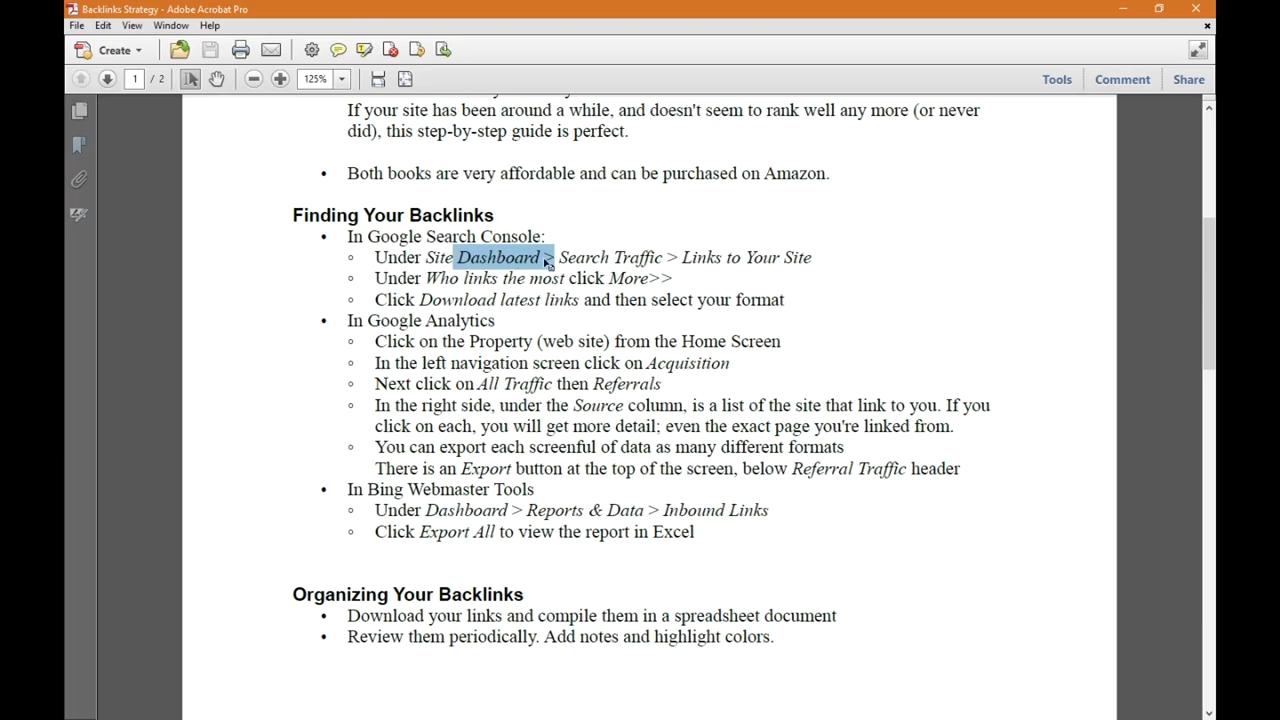 Backlinks Strategy - Adobe Acrobat Pro
File Edit View Window Help
Create
1 / 2 125% Tools Comment Share
If your site has been around a while, and doesn't seem to rank well any more (or never
did), this step-by-step guide is perfect.
• Both books are very affordable and can be purchased on Amazon.
Finding Your Backlinks
• In Google Search Console:
◦ Under Site Dashboard > Search Traffic > Links to Your Site
◦ Under Who links the most click More>>
◦ Click Download latest links and then select your format
• In Google Analytics
◦ Click on the Property (web site) from the Home Screen
◦ In the left navigation screen click on Acquisition
◦ Next click on All Traffic then Referrals
◦ In the right side, under the Source column, is a list of the site that link to you. If you
click on each, you will get more detail; even the exact page you're linked from.
◦ You can export each screenful of data as many different formats
There is an Export button at the top of the screen, below Referral Traffic header
• In Bing Webmaster Tools
◦ Under Dashboard > Reports & Data > Inbound Links
◦ Click Export All to view the report in Excel
Organizing Your Backlinks
• Download your links and compile them in a spreadsheet document
• Review them periodically. Add notes and highlight colors.